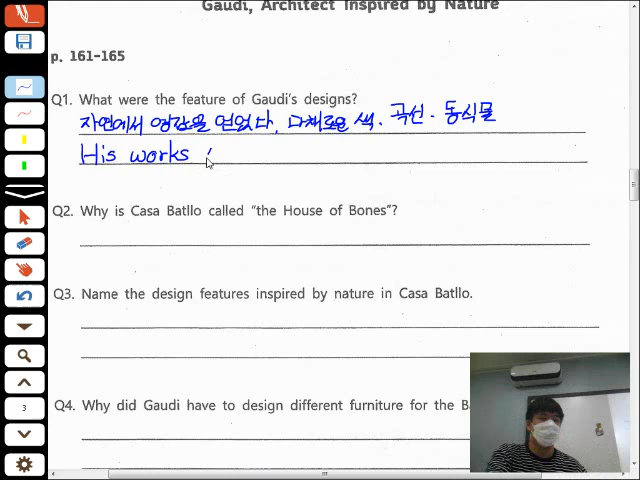 Gaudi, Architect Inspired by Nature
p. 161-165
Q1. What were the feature of Gaudi's designs?
자연에서 영감을 얻었다, 다채로운 색. 곡선. 동식물
His works
Q2. Why is Casa Batllo called "the House of Bones"?
Q3. Name the design features inspired by nature in Casa Batllo.
Q4. Why did Gaudi have to design different furniture for the
3